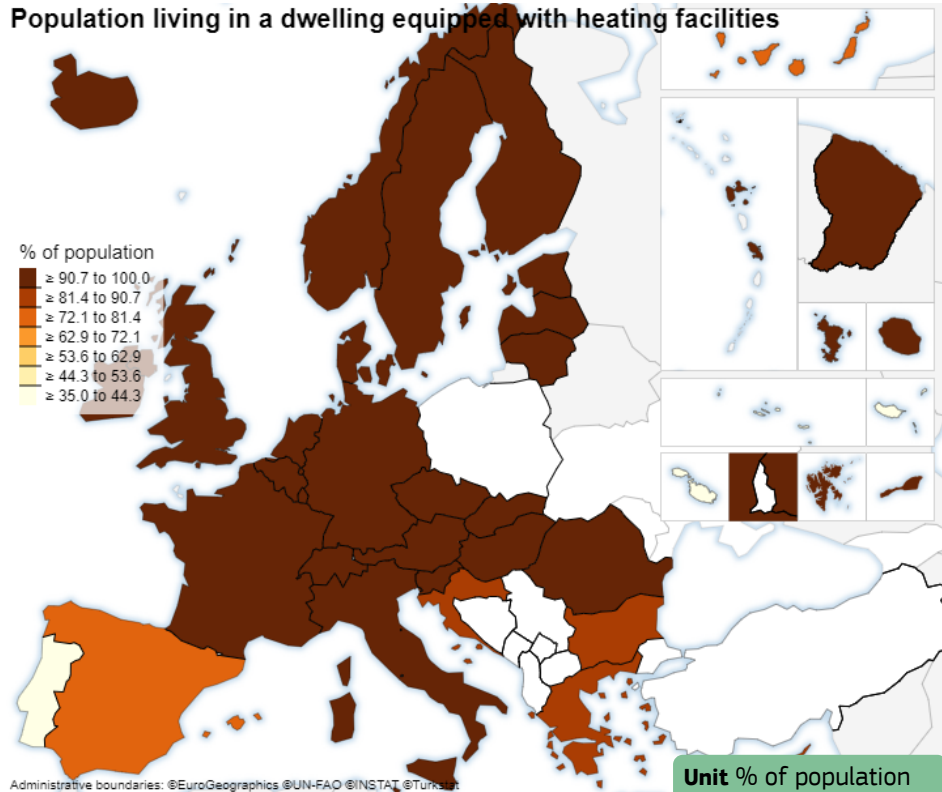 Population living in a dwelling equipped with heating facilities
% of population
≥ 90.7 to 100.0
≥ 81.4 to 90.7
≥ 72.1 to 81.4
≥ 62.9 to 72.1
≥ 53.6 to 62.9
≥ 44.3 to 53.6
≥ 35.0 to 44.3
Administrative boundaries: ©EuroGeographics ©UN-FAO ©INSTAT ©Turkstat
Unit % of population